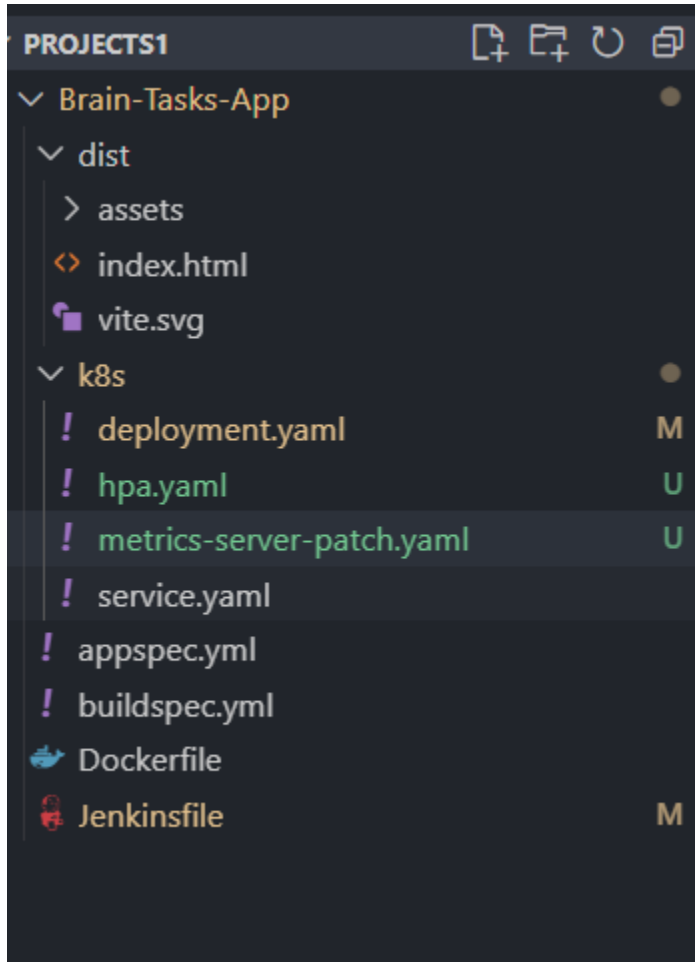 PROJECTS1
Brain-Tasks-App
dist
assets
<> index.html
vite.svg
k8s
! deployment.yaml M
! hpa.yaml U
! metrics-server-patch.yaml U
! service.yaml
! appspec.yml
! buildspec.yml
Dockerfile
Jenkinsfile M